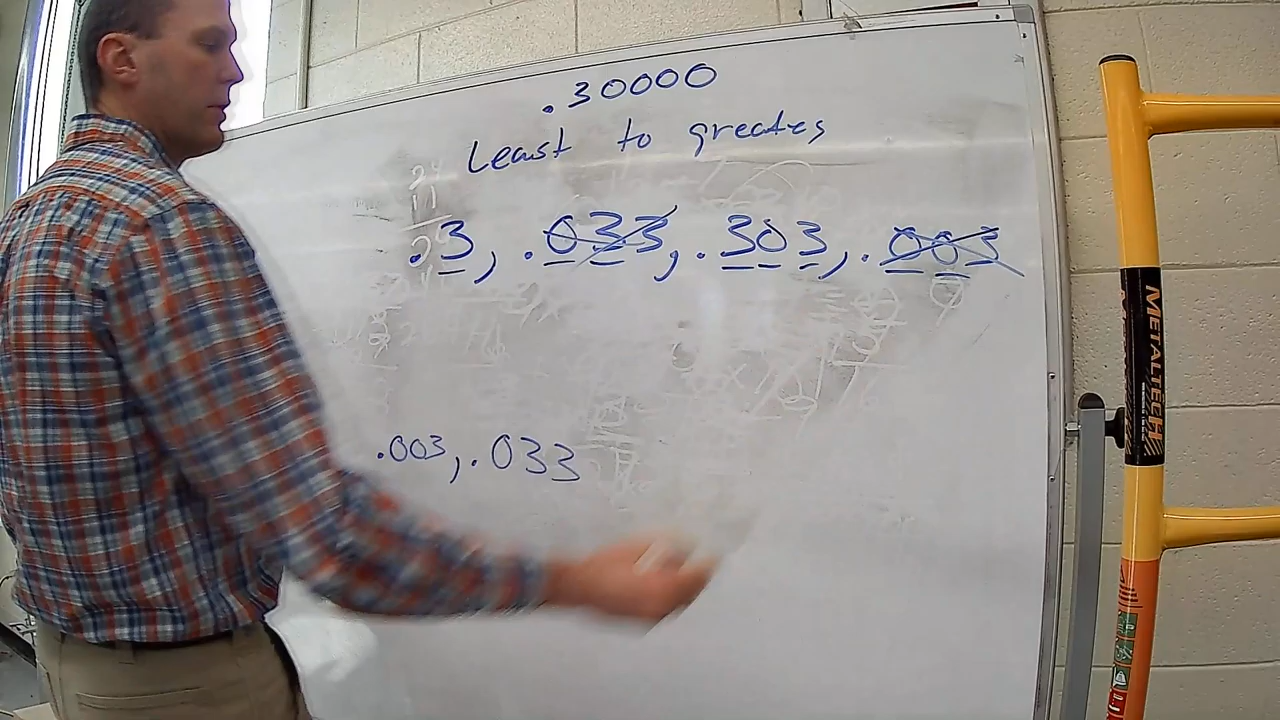 .30000
Least to greates
.3, .033, .303, .003
.003, .033
METALTECH